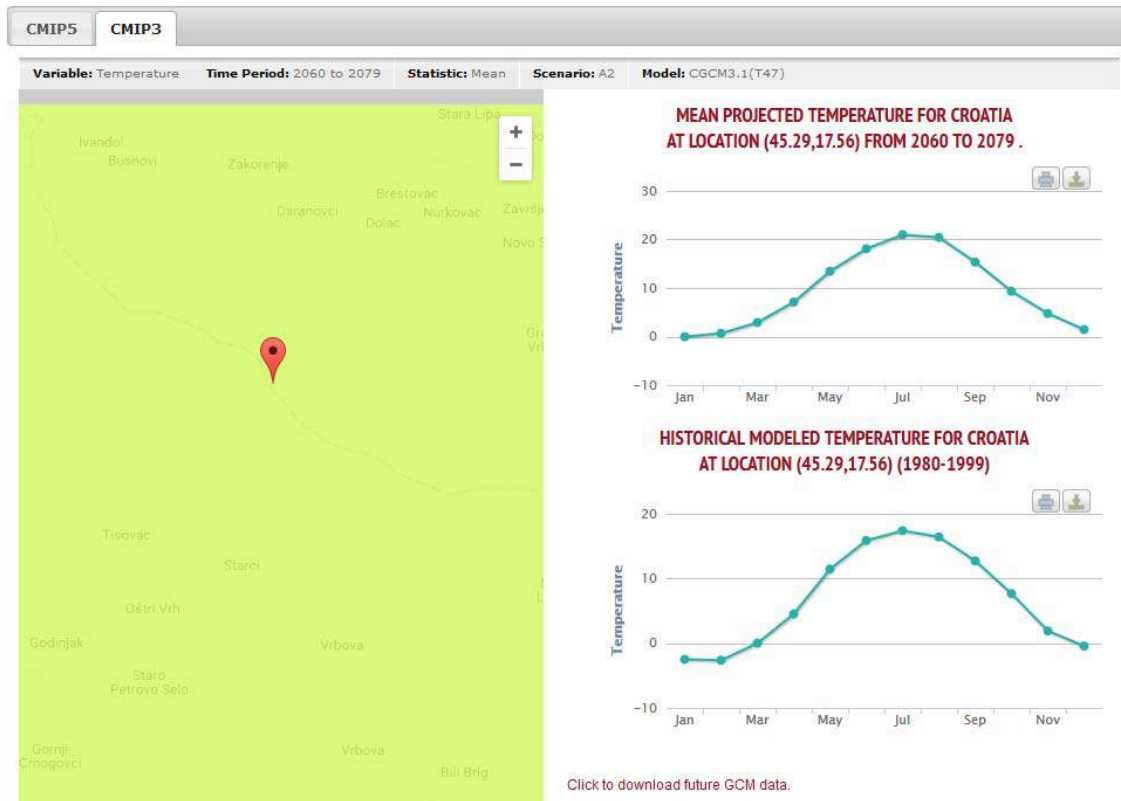 CMIP5 CMIP3
Variable: Temperature Time Period: 2060 to 2079 Statistic: Mean Scenario: A2 Model: CGCM3.1(T47)
Stara Lipa
Ivandol
Busnovi
Zakorenje
Brestovac
Daranovci
Nurkovac
Dolac
Tisovac
Starci
Oštri Vrh
Godinjak
Vrbova
Staro
Petrovo Selo
Gornji
Crnogovci
Vrbova
Bili Brig
+
−
MEAN PROJECTED TEMPERATURE FOR CROATIA
AT LOCATION (45.29,17.56) FROM 2060 TO 2079 .
Temperature
30
20
10
0
−10
Jan Mar May Jul Sep Nov
HISTORICAL MODELED TEMPERATURE FOR CROATIA
AT LOCATION (45.29,17.56) (1980-1999)
Temperature
20
10
0
−10
Jan Mar May Jul Sep Nov
Click to download future GCM data.